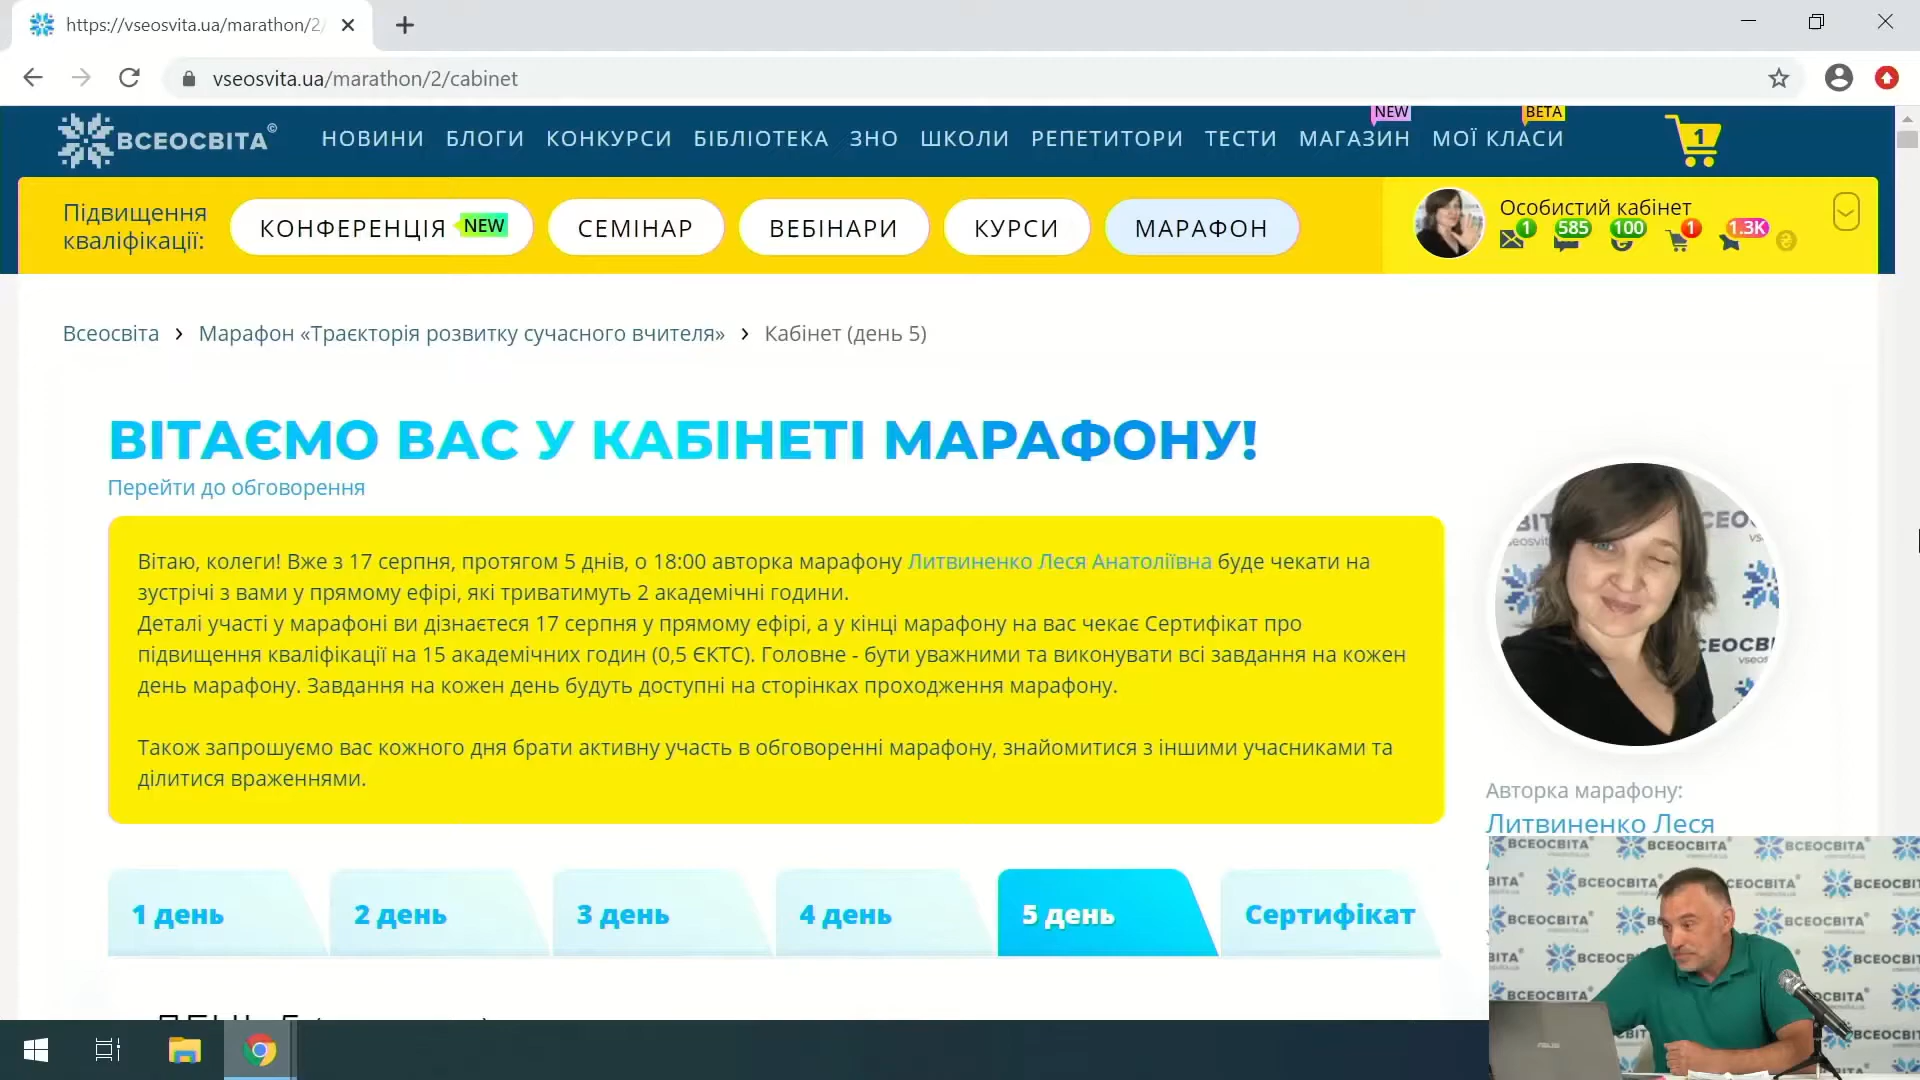 https://vseosvita.ua/marathon/2/
vseosvita.ua/marathon/2/cabinet
ВСЕОСВІТА©
НОВИНИ БЛОГИ КОНКУРСИ БІБЛІОТЕКА ЗНО ШКОЛИ РЕПЕТИТОРИ ТЕСТИ МАГАЗИН NEW МОЇ КЛАСИ BETA 1
Підвищення
кваліфікації:
КОНФЕРЕНЦІЯ NEW СЕМІНАР ВЕБІНАРИ КУРСИ МАРАФОН
Особистий кабінет
1 585 100 1 1.3K
Всеосвіта › Марафон «Траєкторія розвитку сучасного вчителя» › Кабінет (день 5)
ВІТАЄМО ВАС У КАБІНЕТІ МАРАФОНУ!
Перейти до обговорення
Вітаю, колеги! Вже з 17 серпня, протягом 5 днів, о 18:00 авторка марафону Литвиненко Леся Анатоліївна буде чекати на
зустрічі з вами у прямому ефірі, які триватимуть 2 академічні години.
Деталі участі у марафоні ви дізнаєтеся 17 серпня у прямому ефірі, а у кінці марафону на вас чекає Сертифікат про
підвищення кваліфікації на 15 академічних годин (0,5 ЄКТС). Головне - бути уважними та виконувати всі завдання на кожен
день марафону. Завдання на кожен день будуть доступні на сторінках проходження марафону.
Також запрошуємо вас кожного дня брати активну участь в обговоренні марафону, знайомитися з іншими учасниками та
ділитися враженнями.
Авторка марафону:
Литвиненко Леся
1 день
2 день
3 день
4 день
5 день
Сертифікат
ВСЕОСВІТА
ASUS